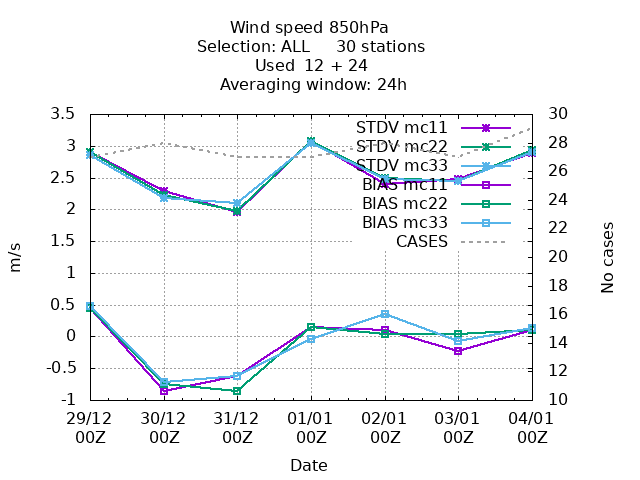 Wind speed 850hPa
Selection: ALL 30 stations
Used 12 + 24
Averaging window: 24h
3.5
3
2.5
2
1.5
1
0.5
0
-0.5
-1
m/s
30
28
26
24
22
20
18
16
14
12
10
No cases
STDV mc11
STDV mc22
STDV mc33
BIAS mc11
BIAS mc22
BIAS mc33
CASES
29/12 30/12 31/12 01/01 02/01 03/01 04/01
00Z 00Z 00Z 00Z 00Z 00Z 00Z
Date